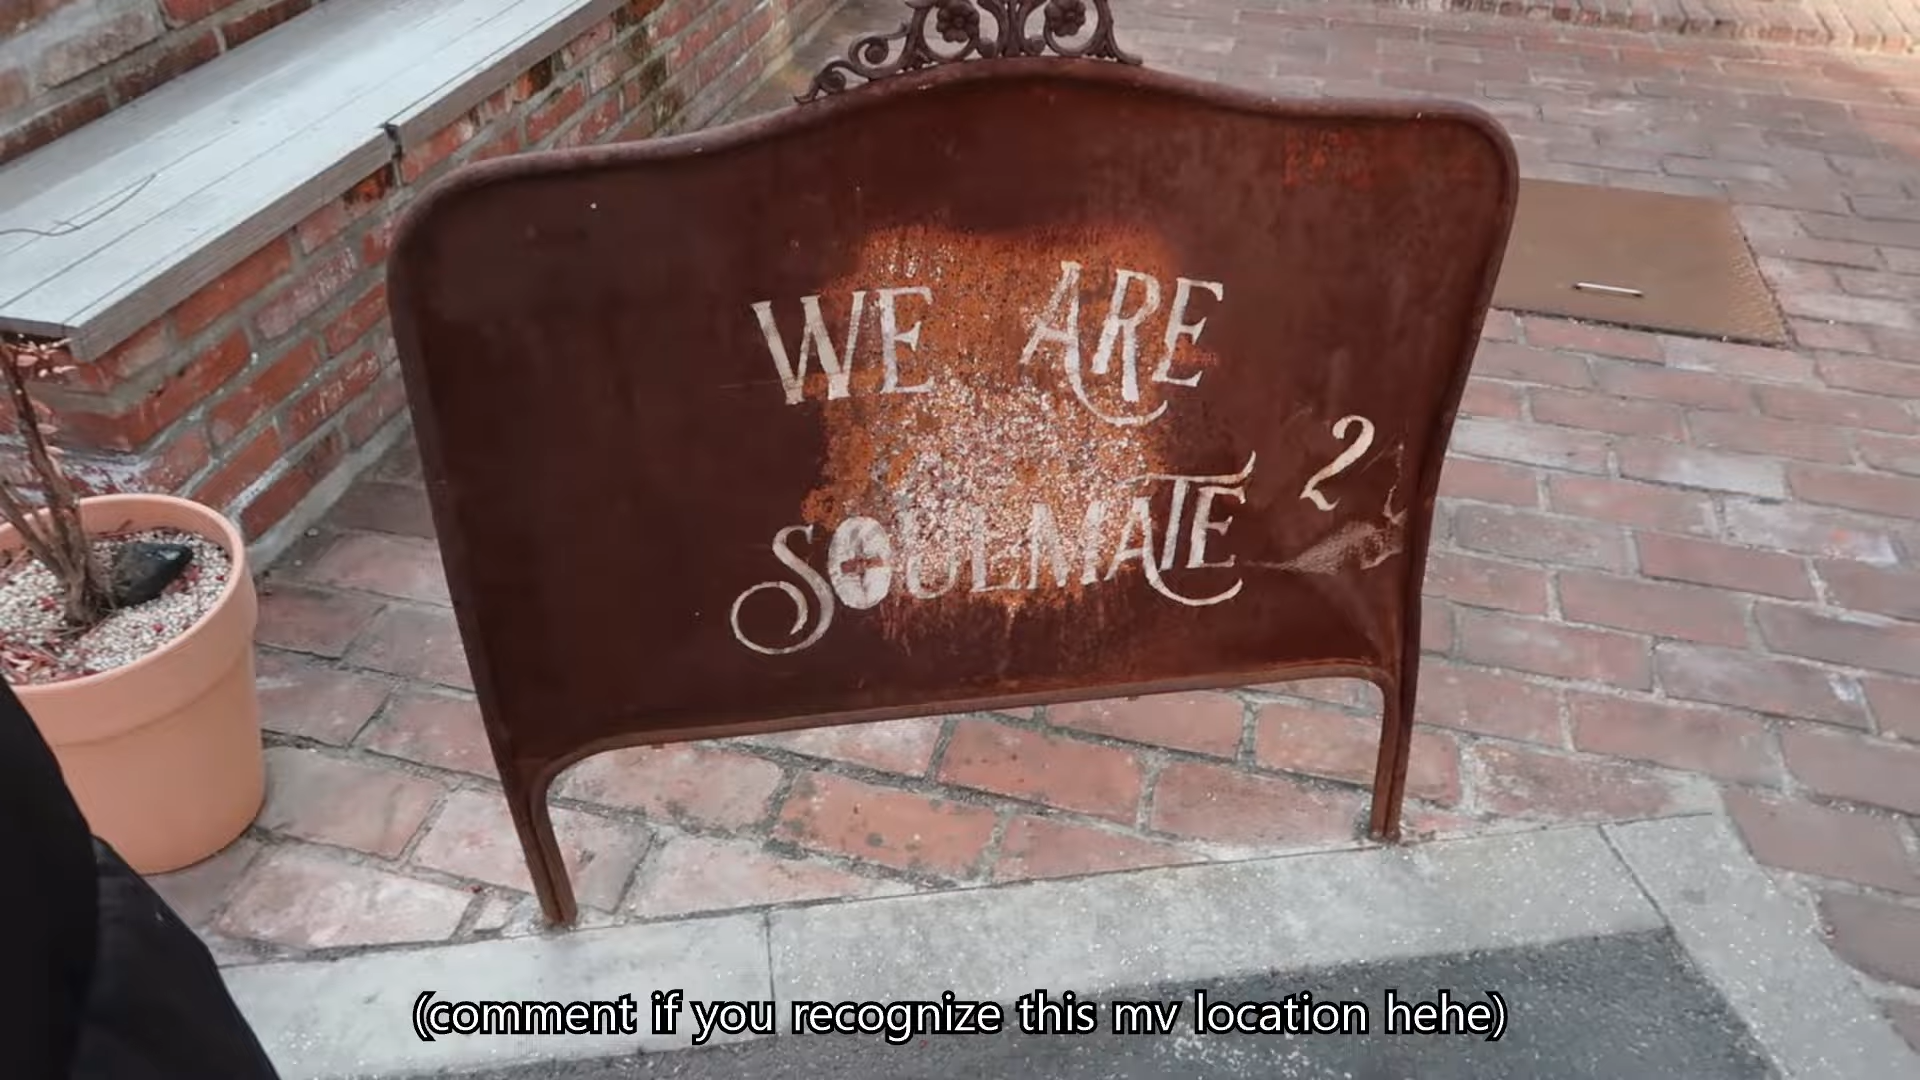 WE ARE
SOULMATE 2
(comment if you recognize this mv location hehe)